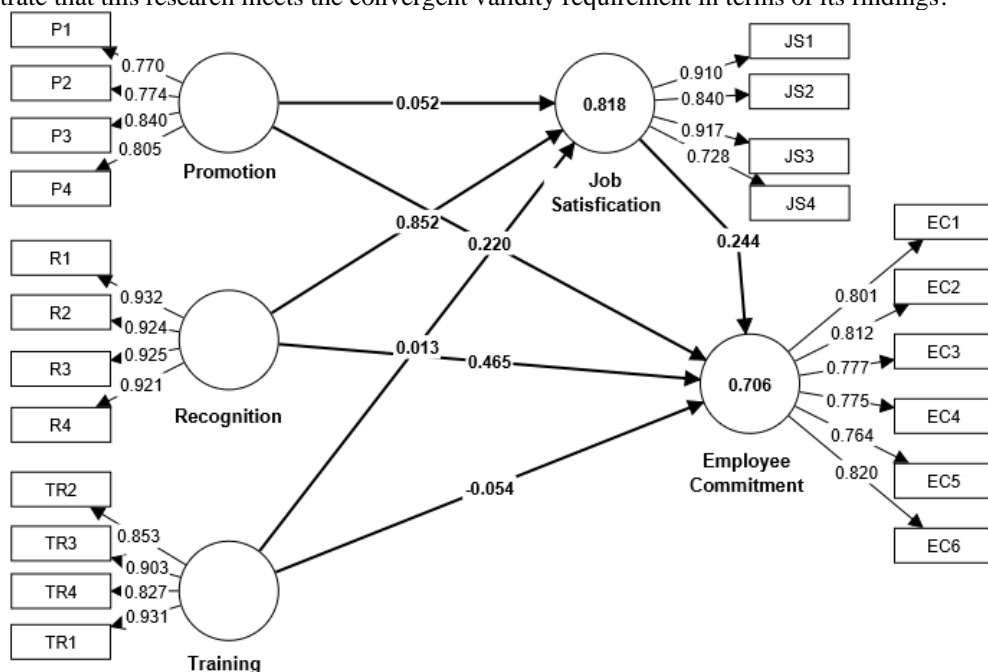 trate that this research meets the convergent validity requirement in terms of its findings?
P1
P2
P3
P4
0.770
0.774
0.840
0.805
Promotion
R1
R2
R3
R4
0.932
0.924
0.925
0.921
Recognition
TR2
TR3
TR4
TR1
0.853
0.903
0.827
0.931
Training
0.052
0.852
0.220
0.013
0.465
-0.054
0.818
Job
Satisfication
0.910
0.840
0.917
0.728
JS1
JS2
JS3
JS4
0.244
0.706
Employee
Commitment
0.801
0.812
0.777
0.775
0.764
0.820
EC1
EC2
EC3
EC4
EC5
EC6